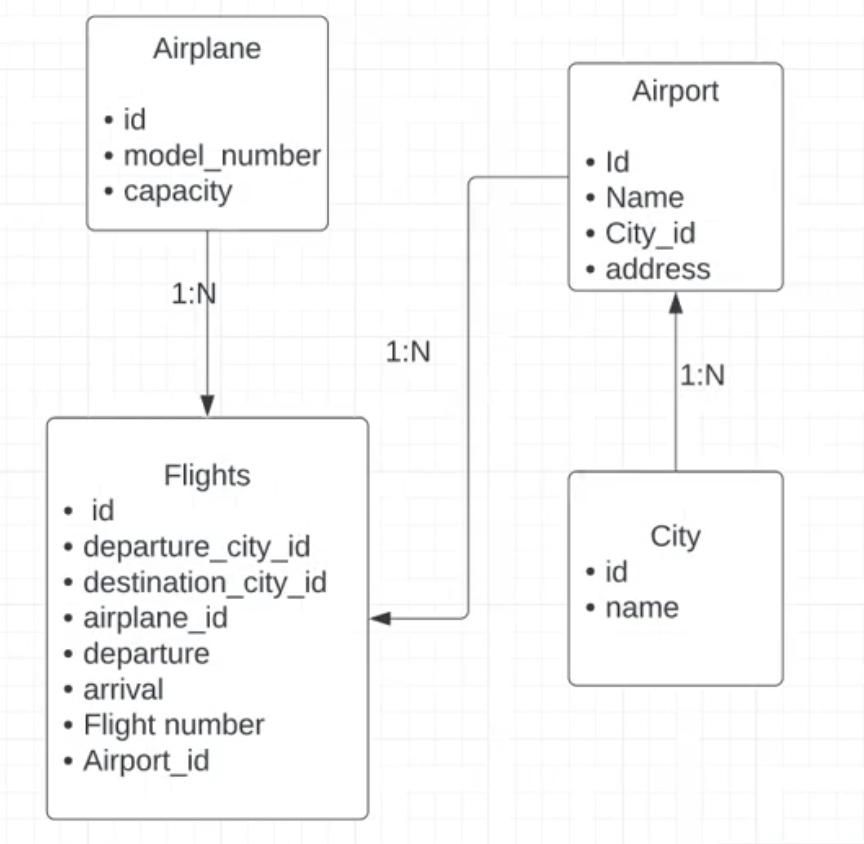 Airplane
• id
• model_number
• capacity
1:N
Airport
• Id
• Name
• City_id
• address
1:N
1:N
Flights
• id
• departure_city_id
• destination_city_id
• airplane_id
• departure
• arrival
• Flight number
• Airport_id
City
• id
• name